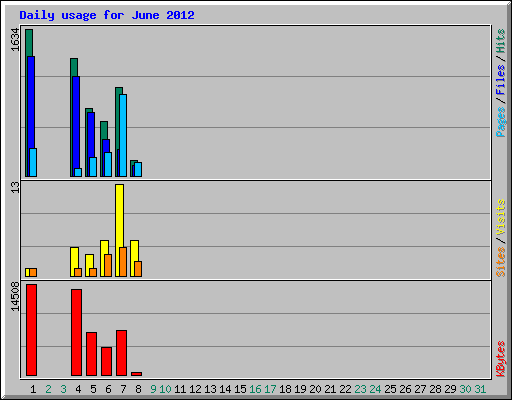 Daily usage for June 2012
1634
Pages / Files / Hits
13
Sites / Visits
14508
KBytes
1 2 3 4 5 6 7 8 9 10 11 12 13 14 15 16 17 18 19 20 21 22 23 24 25 26 27 28 29 30 31